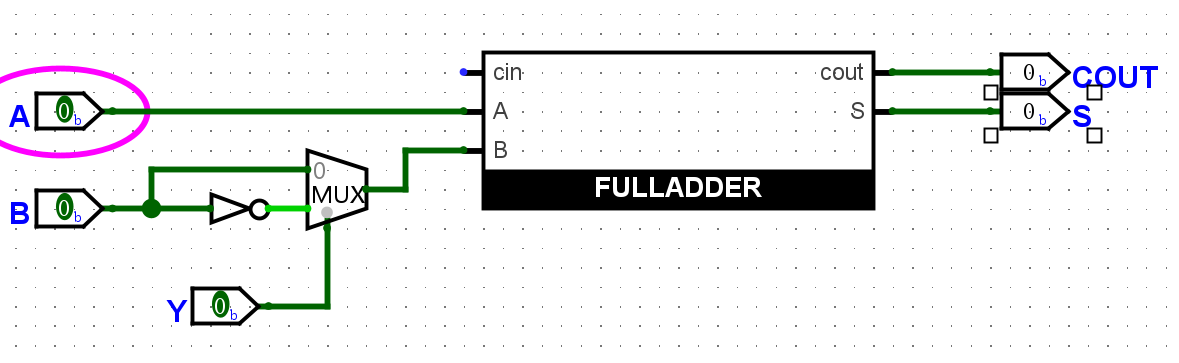 cin
cout
0b
COUT
A
0b
A
S
0b
S
B
0
MUX
FULLADDER
B
0b
Y
0b